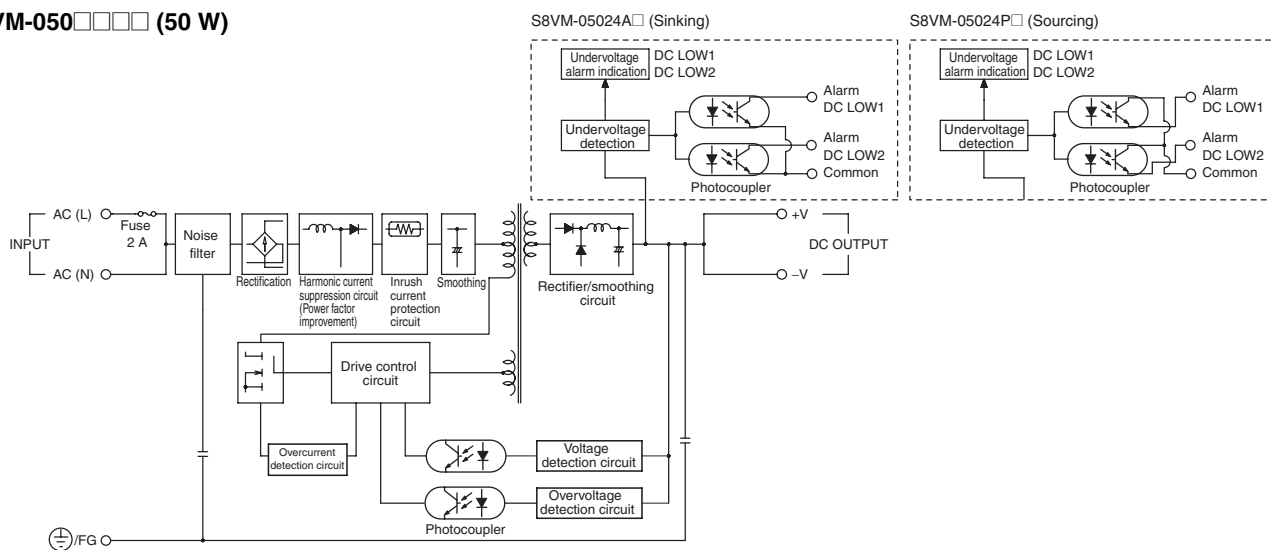 VM-050□□□□ (50 W)
S8VM-05024A□ (Sinking)
Undervoltage
alarm indication
DC LOW1
DC LOW2
Undervoltage
detection
Alarm
DC LOW1
Alarm
DC LOW2
Common
Photocoupler
S8VM-05024P□ (Sourcing)
Undervoltage
alarm indication
DC LOW1
DC LOW2
Undervoltage
detection
Alarm
DC LOW1
Alarm
DC LOW2
Common
Photocoupler
INPUT
AC (L)
AC (N)
Fuse
2 A
Noise
filter
Rectification
Harmonic current
suppression circuit
(Power factor
improvement)
Inrush
current
protection
circuit
Smoothing
Rectifier/smoothing
circuit
+V
DC OUTPUT
–V
Drive control
circuit
Overcurrent
detection circuit
Voltage
detection circuit
Overvoltage
detection circuit
Photocoupler
/FG